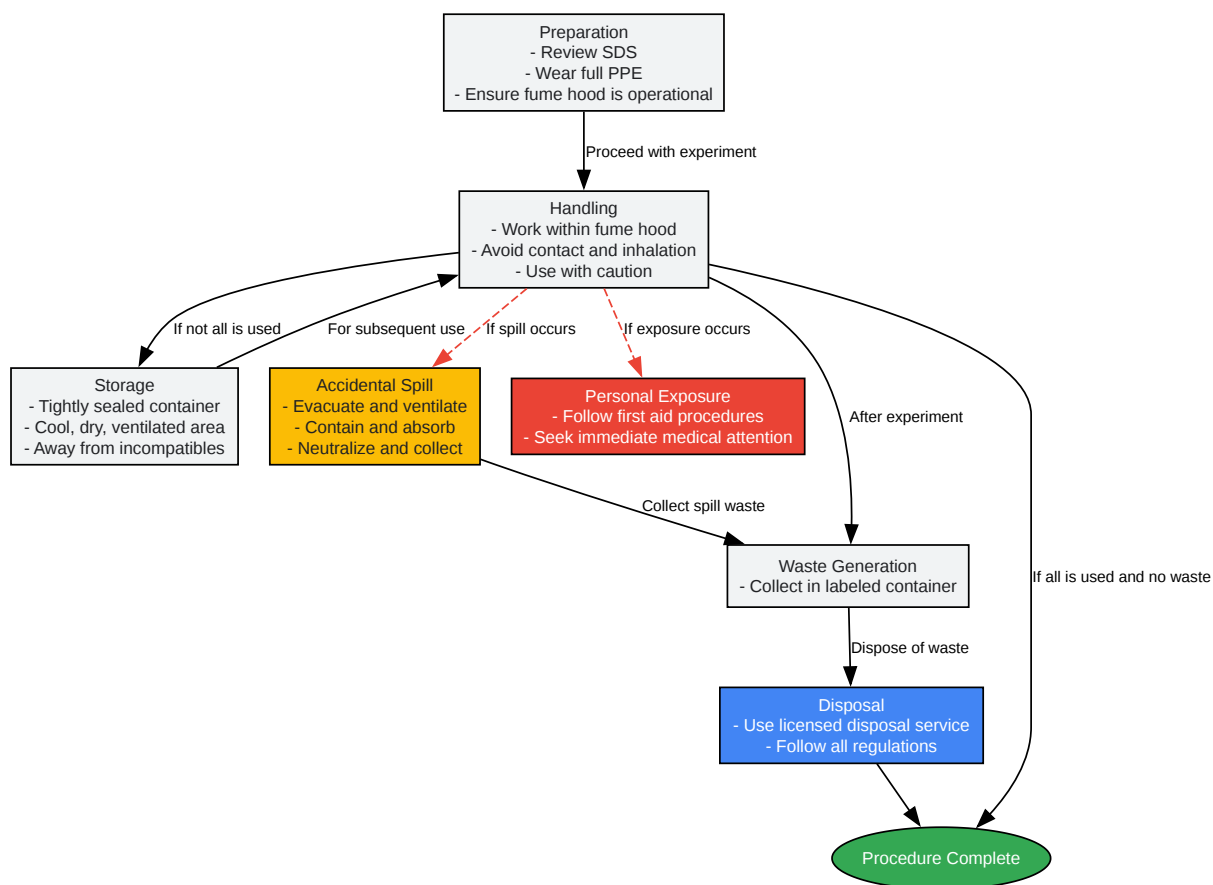 Preparation
- Review SDS
- Wear full PPE
- Ensure fume hood is operational
Proceed with experiment
Handling
- Work within fume hood
- Avoid contact and inhalation
- Use with caution
If not all is used
For subsequent use
If spill occurs
If exposure occurs
Storage
- Tightly sealed container
- Cool, dry, ventilated area
- Away from incompatibles
Accidental Spill
- Evacuate and ventilate
- Contain and absorb
- Neutralize and collect
Personal Exposure
- Follow first aid procedures
- Seek immediate medical attention
After experiment
Collect spill waste
Waste Generation
- Collect in labeled container
If all is used and no waste
Dispose of waste
Disposal
- Use licensed disposal service
- Follow all regulations
Procedure Complete